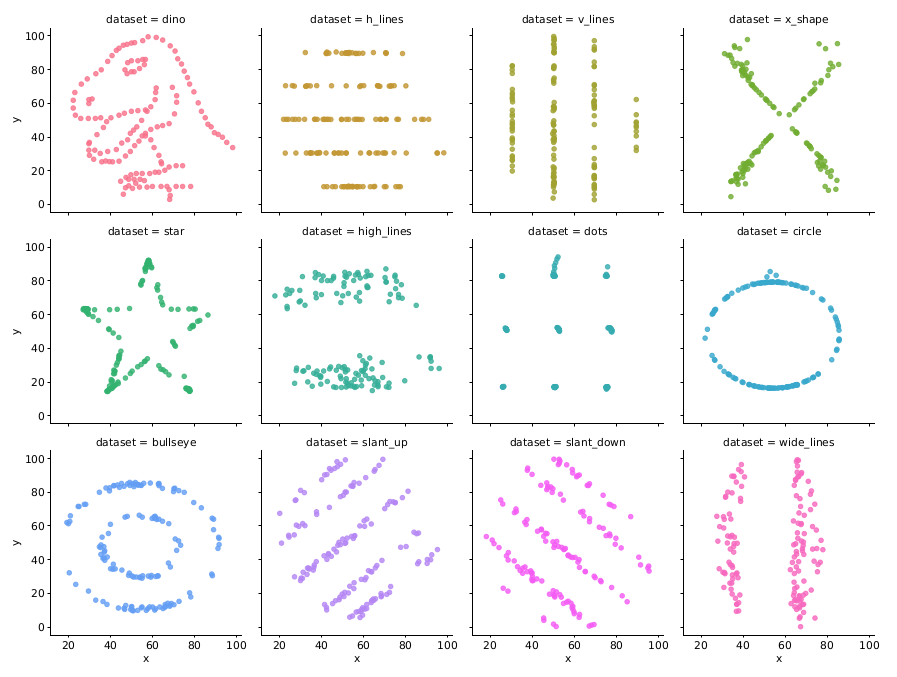 dataset = dino dataset = h_lines dataset = v_lines dataset = x_shape
100
80
60
y
40
20
0
dataset = star dataset = high_lines dataset = dots dataset = circle
100
80
60
y
40
20
0
dataset = bullseye dataset = slant_up dataset = slant_down dataset = wide_lines
100
80
60
y
40
20
0
20 40 60 80 100 20 40 60 80 100 20 40 60 80 100 20 40 60 80 100
x x x x